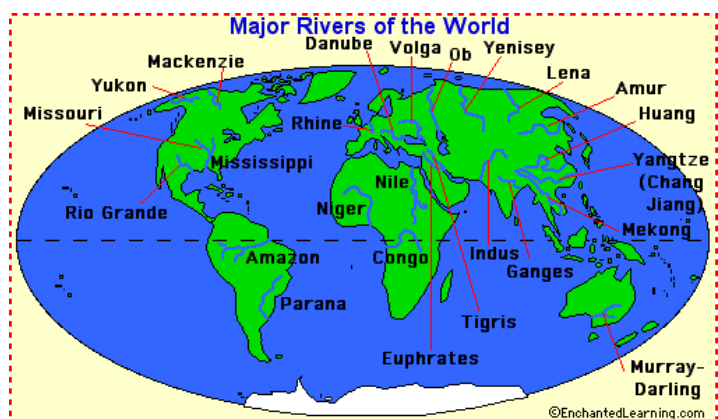 Major Rivers of the World
Danube
Volga
Ob
Yenisey
Mackenzie
Lena
Yukon
Amur
Missouri
Huang
Rhine
Mississippi
Yangtze
(Chang
Jiang)
Nile
Rio Grande
Niger
Mekong
Amazon
Congo
Indus
Ganges
Parana
Tigris
Euphrates
Murray-
Darling
©EnchantedLearning.com